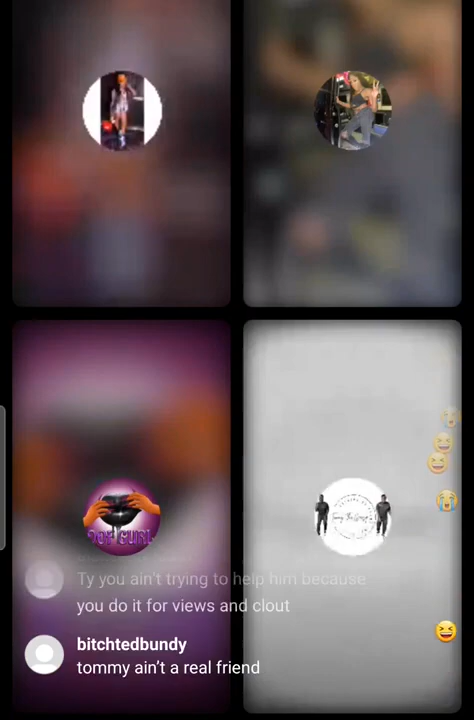 GURL
Ty you ain't trying to help him because
you do it for views and clout
bitchtedbundy
tommy ain't a real friend